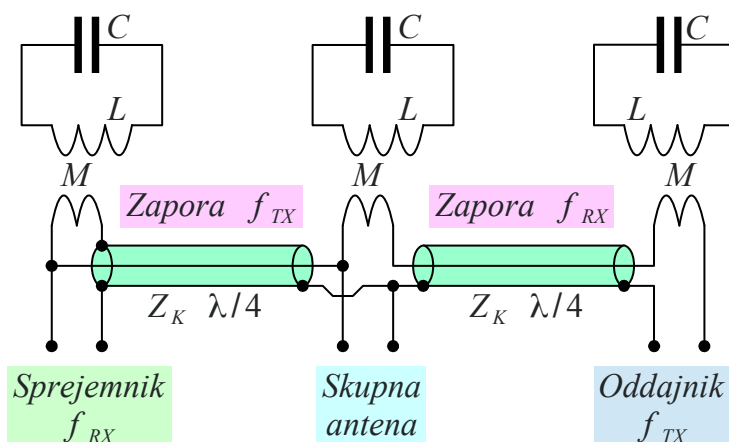 C C C
L L L
M M M
Zapora f_TX Zapora f_RX
Z_K λ/4 Z_K λ/4
Sprejemnik Skupna Oddajnik
f_RX antena f_TX